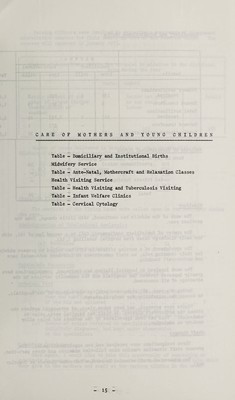 CARE OF MOTHERS AND YOUNG CHILDREN
Table - Domiciliary and Institutional Births
Midwifery Service
Table - Ante-Natal, Mothercraft and Relaxation Classes
Health Visiting Service
Table - Health Visiting and Tuberculosis Visiting
Table - Infant Welfare Clinics
Table - Cervical Cytology
- 15 -